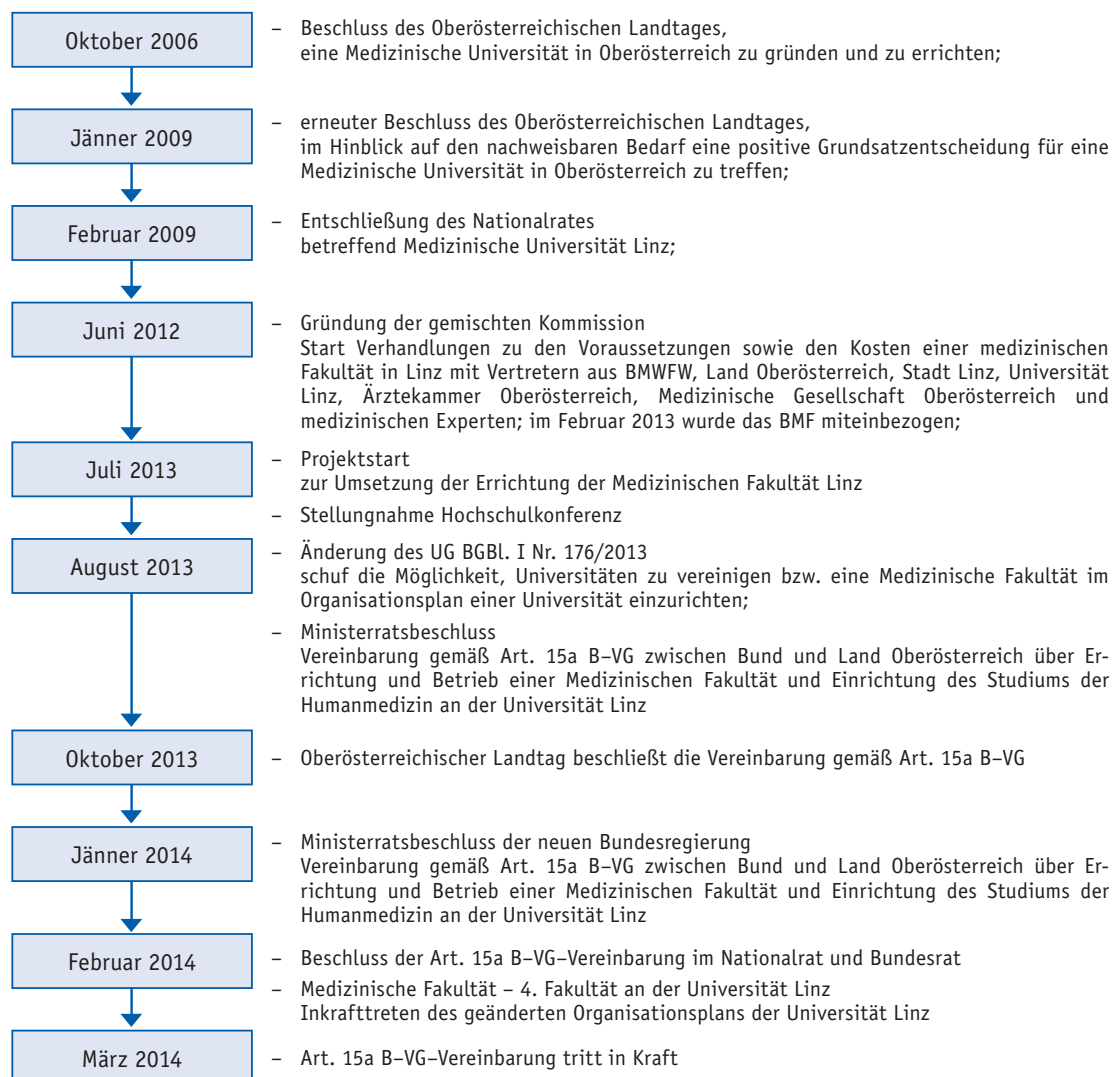 Oktober 2006
– Beschluss des Oberösterreichischen Landtages,
eine Medizinische Universität in Oberösterreich zu gründen und zu errichten;
Jänner 2009
– erneuter Beschluss des Oberösterreichischen Landtages,
im Hinblick auf den nachweisbaren Bedarf eine positive Grundsatzentscheidung für eine
Medizinische Universität in Oberösterreich zu treffen;
Februar 2009
– Entschließung des Nationalrates
betreffend Medizinische Universität Linz;
Juni 2012
– Gründung der gemischten Kommission
Start Verhandlungen zu den Voraussetzungen sowie den Kosten einer medizinischen
Fakultät in Linz mit Vertretern aus BMWFW, Land Oberösterreich, Stadt Linz, Universität
Linz, Ärztekammer Oberösterreich, Medizinische Gesellschaft Oberösterreich und
medizinischen Experten; im Februar 2013 wurde das BMF miteinbezogen;
Juli 2013
– Projektstart
zur Umsetzung der Errichtung der Medizinischen Fakultät Linz
– Stellungnahme Hochschulkonferenz
August 2013
– Änderung des UG BGBl. I Nr. 176/2013
schuf die Möglichkeit, Universitäten zu vereinigen bzw. eine Medizinische Fakultät im
Organisationsplan einer Universität einzurichten;
– Ministerratsbeschluss
Vereinbarung gemäß Art. 15a B–VG zwischen Bund und Land Oberösterreich über Er-
richtung und Betrieb einer Medizinischen Fakultät und Einrichtung des Studiums der
Humanmedizin an der Universität Linz
Oktober 2013
– Oberösterreichischer Landtag beschließt die Vereinbarung gemäß Art. 15a B–VG
Jänner 2014
– Ministerratsbeschluss der neuen Bundesregierung
Vereinbarung gemäß Art. 15a B–VG zwischen Bund und Land Oberösterreich über Er-
richtung und Betrieb einer Medizinischen Fakultät und Einrichtung des Studiums der
Humanmedizin an der Universität Linz
Februar 2014
– Beschluss der Art. 15a B–VG–Vereinbarung im Nationalrat und Bundesrat
– Medizinische Fakultät – 4. Fakultät an der Universität Linz
Inkrafttreten des geänderten Organisationsplans der Universität Linz
März 2014
– Art. 15a B–VG–Vereinbarung tritt in Kraft